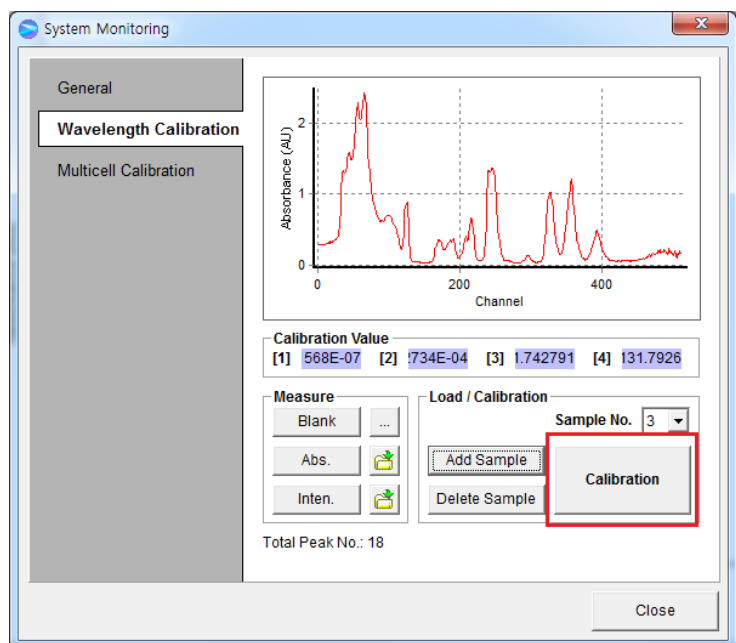 System Monitoring
General
Wavelength Calibration
Multicell Calibration
Absorbance (AU)
2
1
0
0 200 400
Channel
Calibration Value
[1] 568E-07 [2] 2734E-04 [3] 1.742791 [4] 131.7926
Measure
Blank ...
Abs.
Inten.
Load / Calibration
Sample No. 3
Add Sample
Delete Sample
Calibration
Total Peak No.: 18
Close